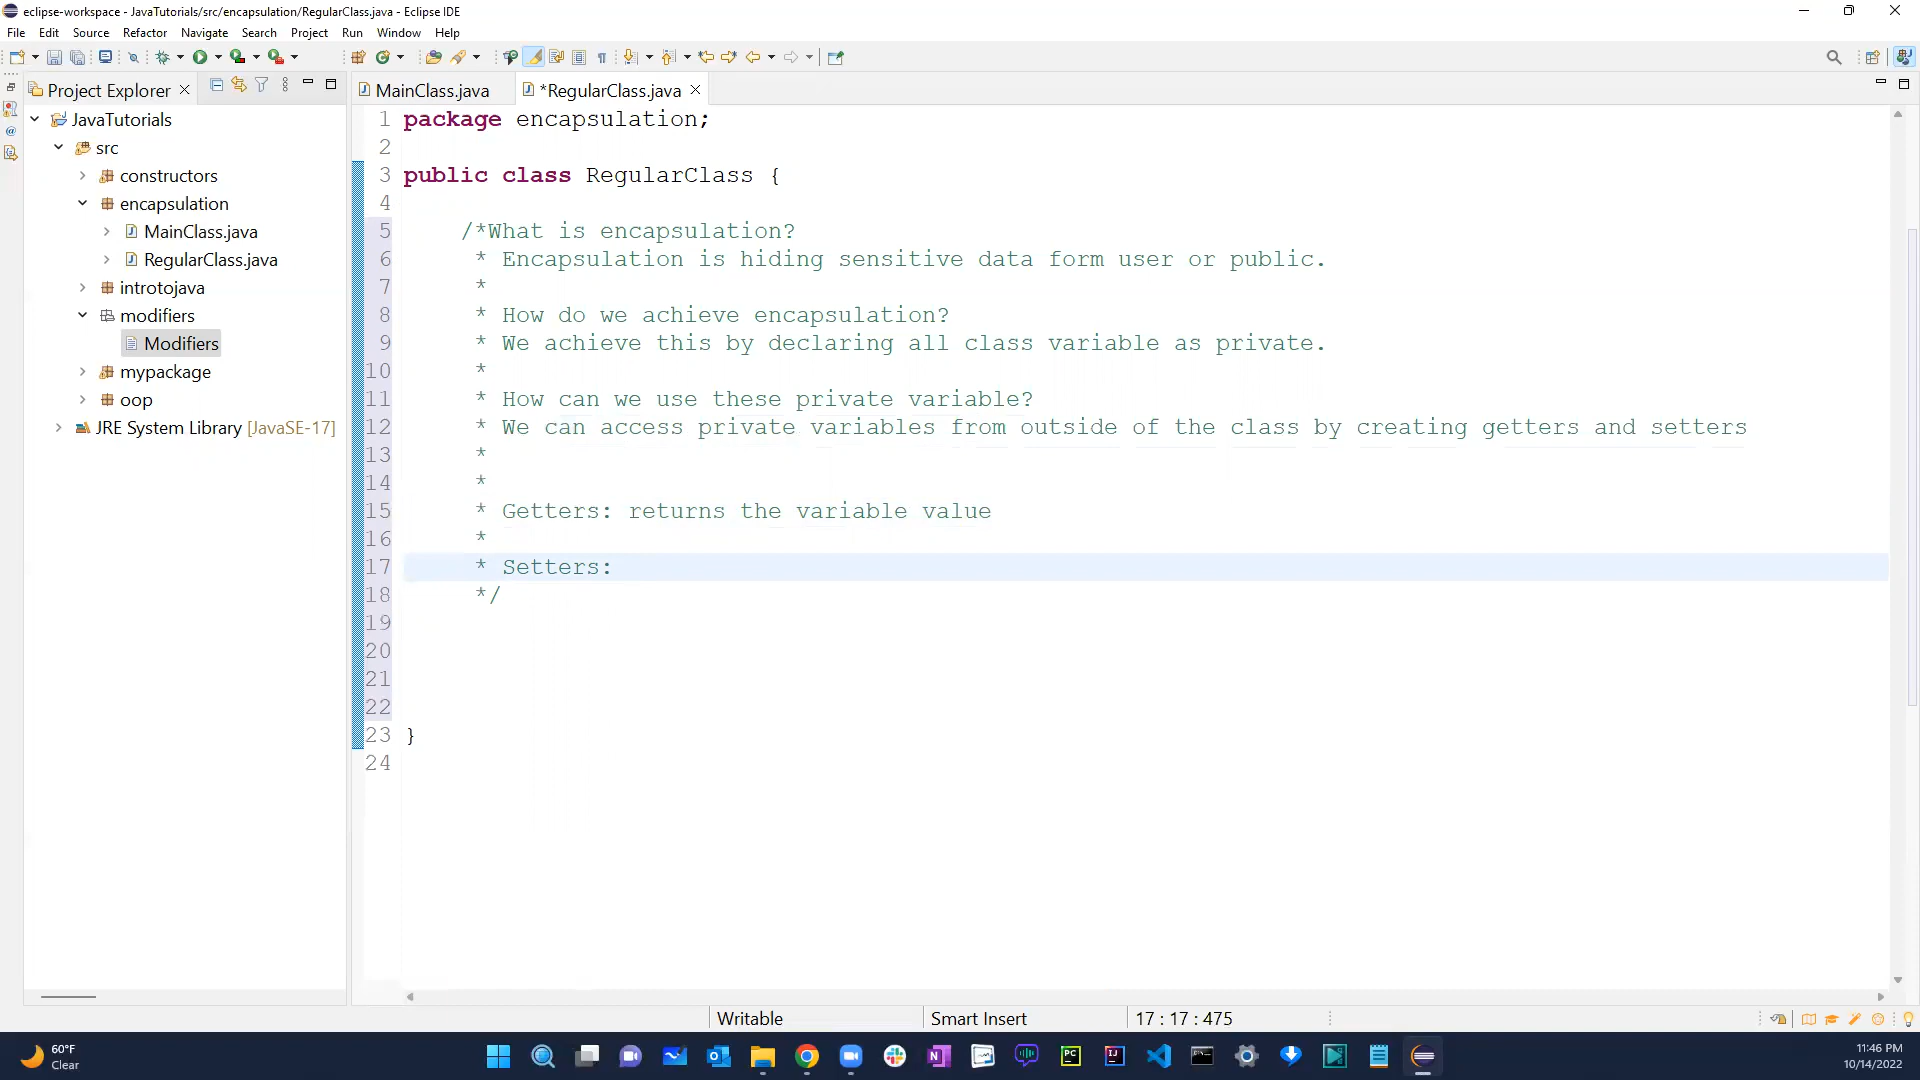 eclipse-workspace - JavaTutorials/src/encapsulation/RegularClass.java - Eclipse IDE
File Edit Source Refactor Navigate Search Project Run Window Help
Project Explorer
MainClass.java
*RegularClass.java
JavaTutorials
src
constructors
encapsulation
MainClass.java
RegularClass.java
introtojava
modifiers
Modifiers
mypackage
oop
JRE System Library [JavaSE-17]
1 package encapsulation;
2
3 public class RegularClass {
4
5 /*What is encapsulation?
6 * Encapsulation is hiding sensitive data form user or public.
7 *
8 * How do we achieve encapsulation?
9 * We achieve this by declaring all class variable as private.
10 *
11 * How can we use these private variable?
12 * We can access private variables from outside of the class by creating getters and setters
13 *
14 *
15 * Getters: returns the variable value
16 *
17 * Setters:
18 */
19
20
21
22
23 }
24
Writable
Smart Insert
17 : 17 : 475
60°F
Clear
11:46 PM
10/14/2022